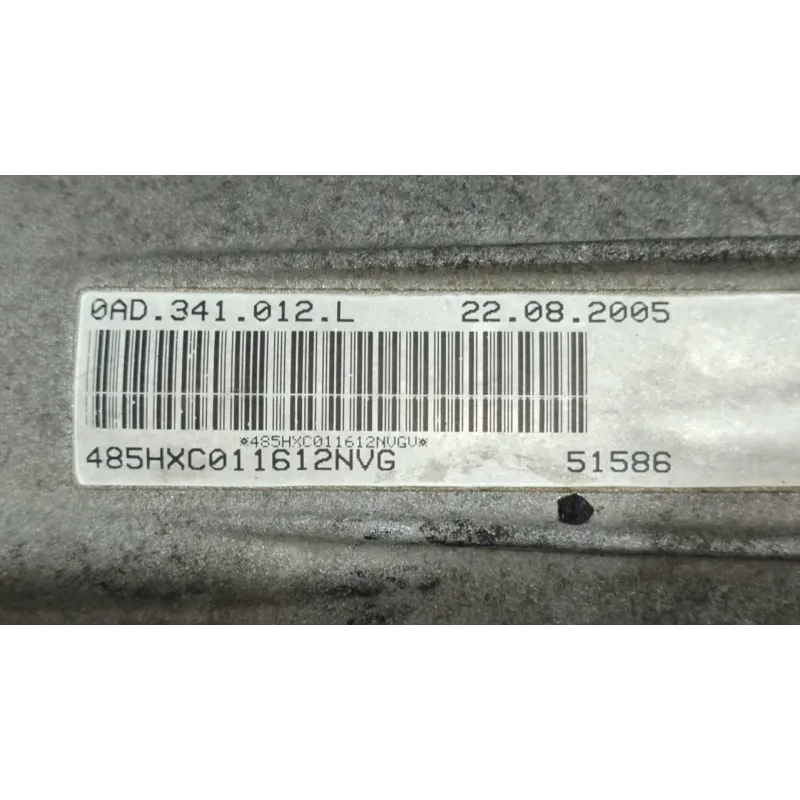 0AD.341.012.L 22.08.2005
*485HXC011612NVGV*
485HXC011612NVG 51586